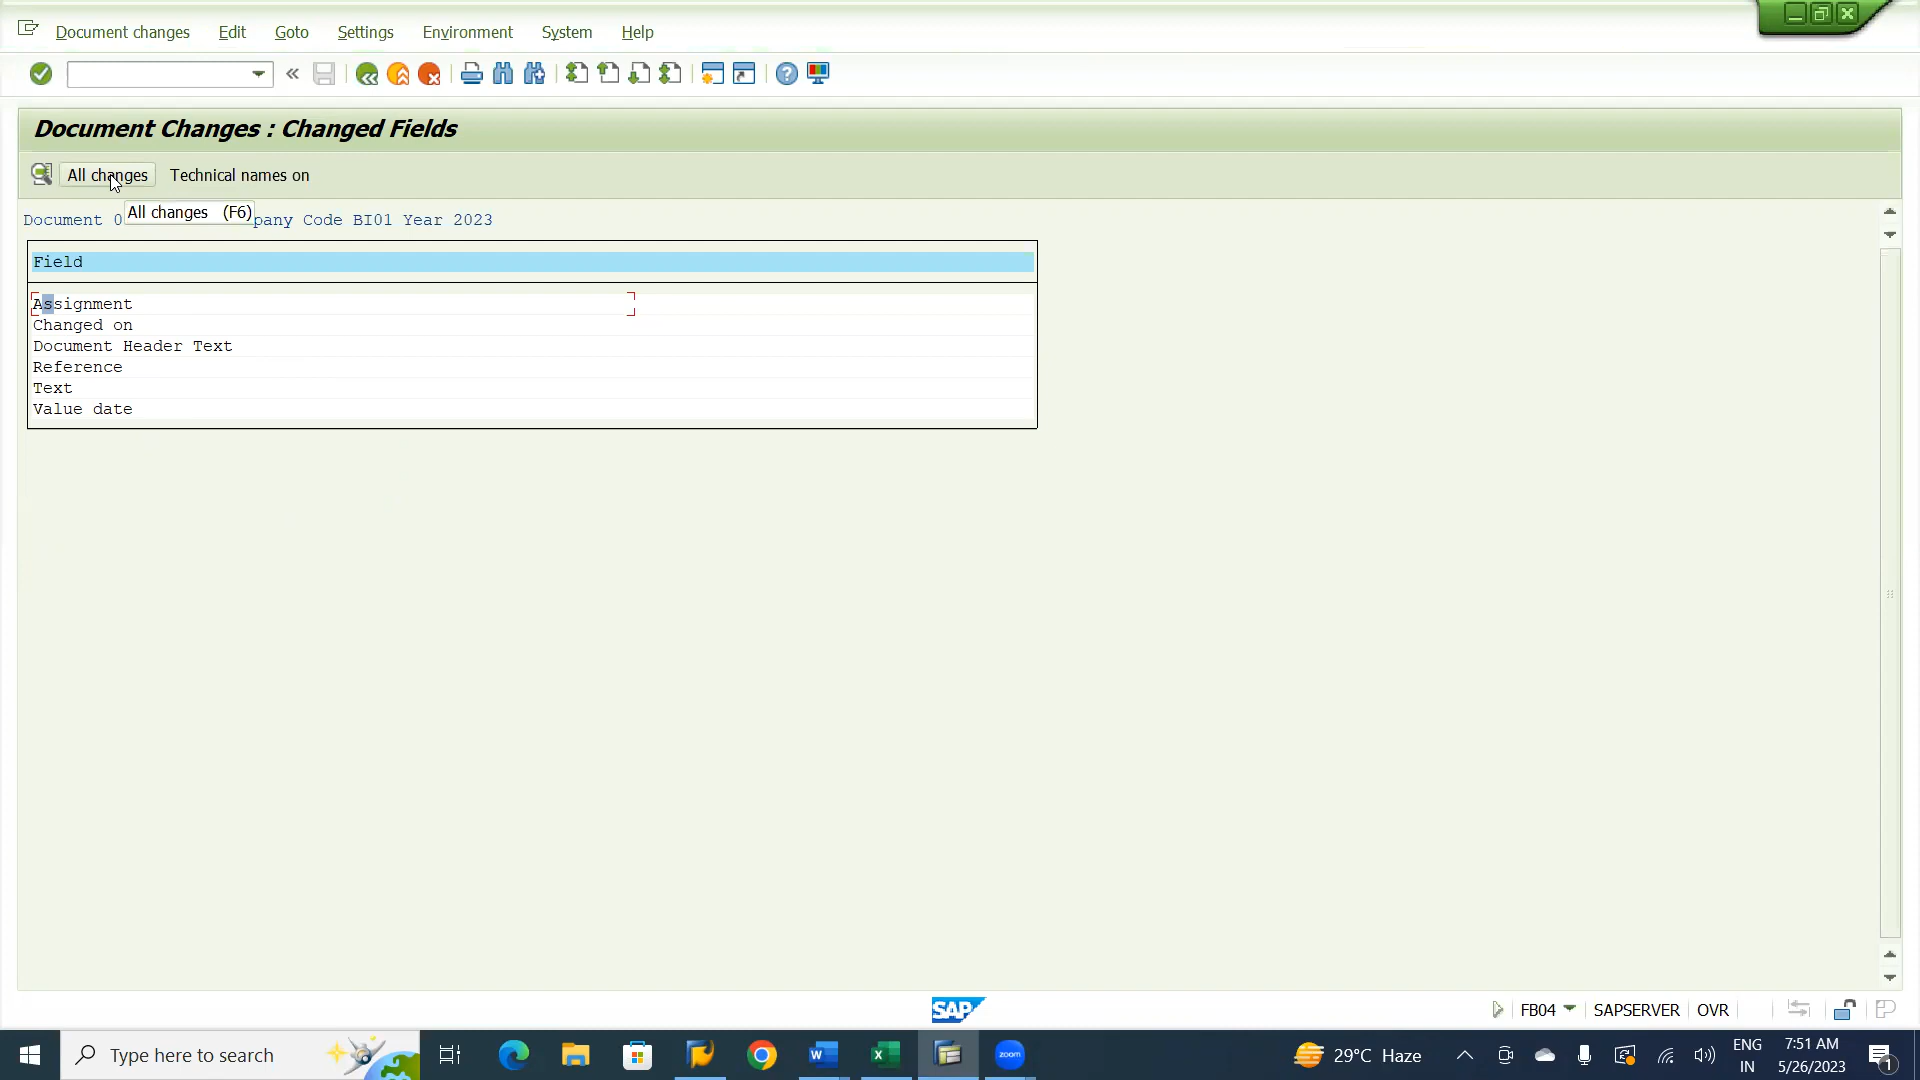 Document changes Edit Goto Settings Environment System Help
Document Changes : Changed Fields
All changes Technical names on
All changes (F6)
Document 0 pany Code BI01 Year 2023
Field
Assignment
Changed on
Document Header Text
Reference
Text
Value date
SAP
FB04 SAPSERVER OVR
Type here to search
zoom
29°C Haze
ENG
IN
7:51 AM
5/26/2023
1